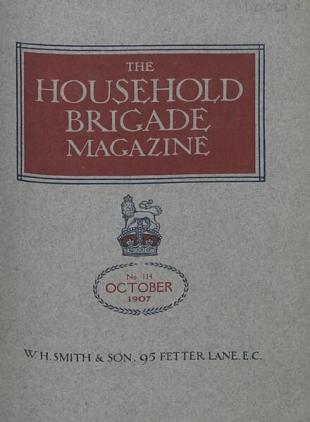 THE
HOUSEHOLD
BRIGADE
MAGAZINE
No 114
OCTOBER
1907
W. H. SMITH & SON, 95 FETTER LANE. E.C.